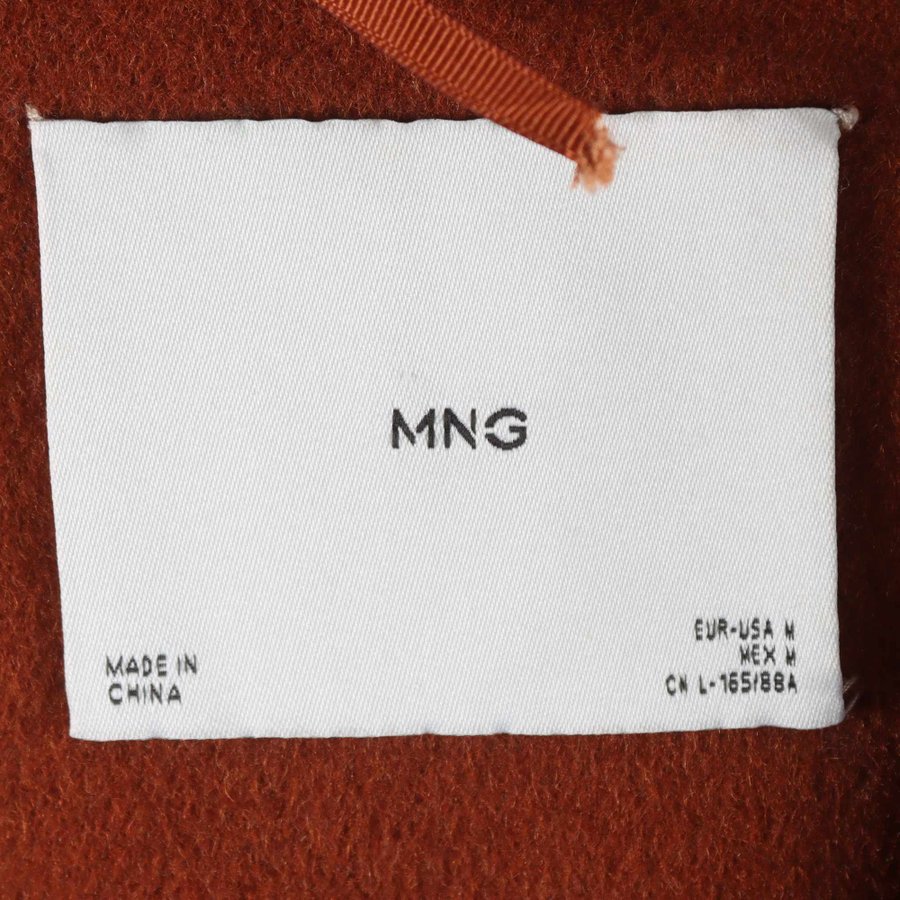 MNG
MADE IN
CHINA
EUR-USA M
MEX M
CN L-165/88A